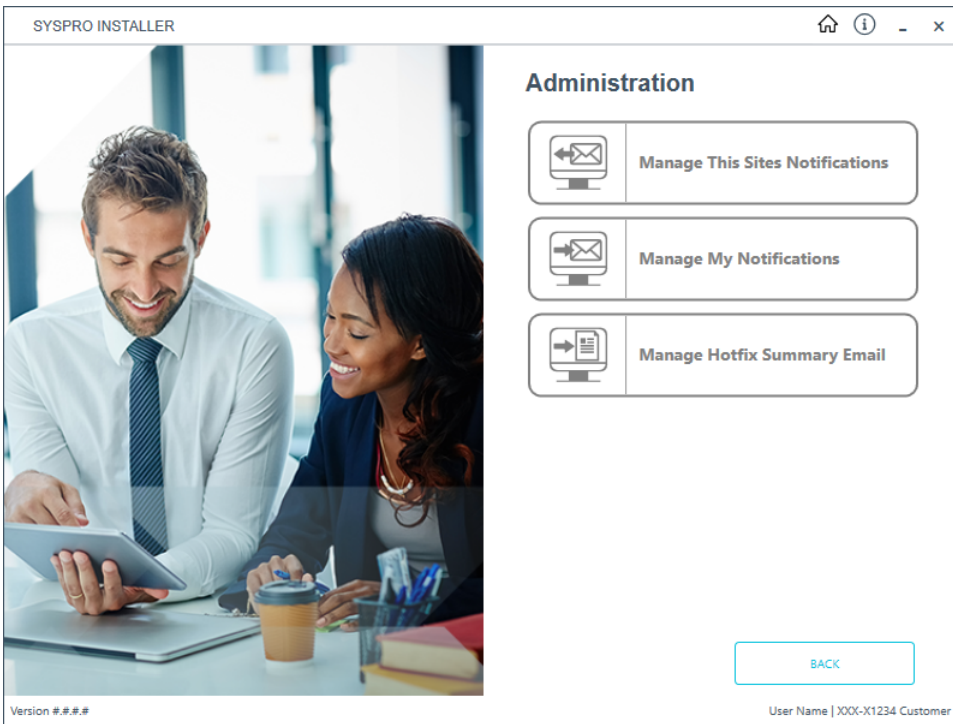 SYSPRO INSTALLER
Administration
Manage This Sites Notifications
Manage My Notifications
Manage Hotfix Summary Email
BACK
Version #.#.#.#
User Name | XXX-X1234 Customer